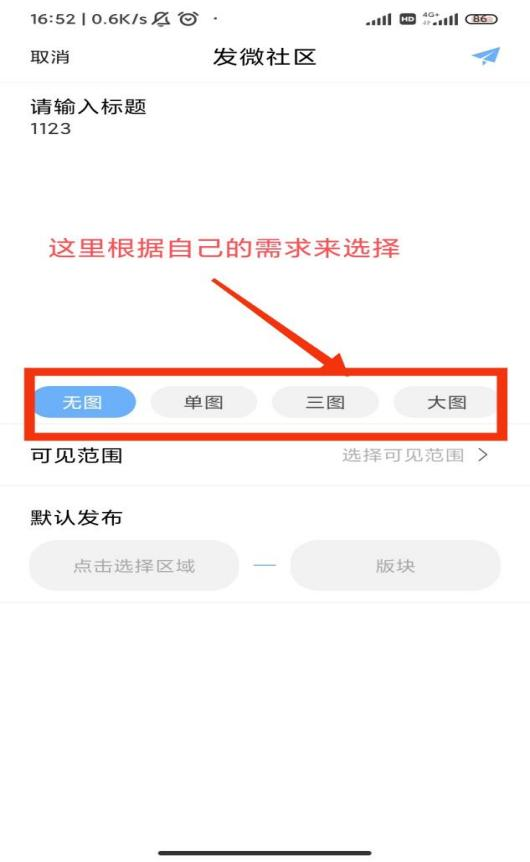 16:52 | 0.6K/s HD 4G+ 86
取消 发微社区
请输入标题
1123
这里根据自己的需求来选择
无图 单图 三图 大图
可见范围 选择可见范围
默认发布
点击选择区域 — 版块